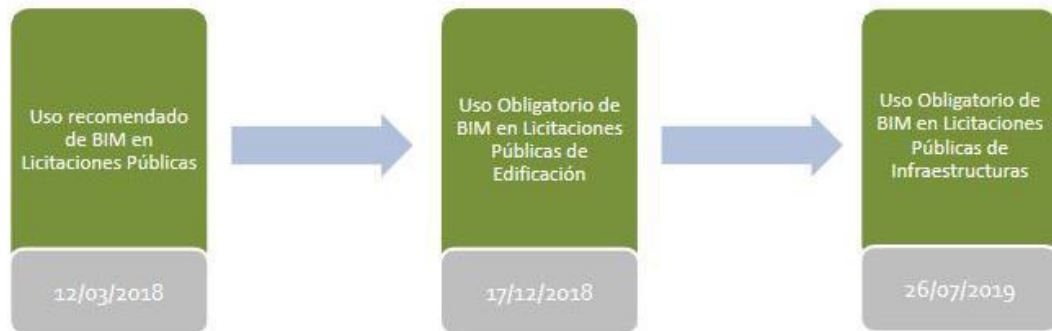 Uso recomendado
de BIM en
Licitaciones Públicas
12/03/2018
Uso Obligatorio de
BIM en Licitaciones
Públicas de
Edificación
17/12/2018
Uso Obligatorio de
BIM en Licitaciones
Públicas de
Infraestructuras
26/07/2019